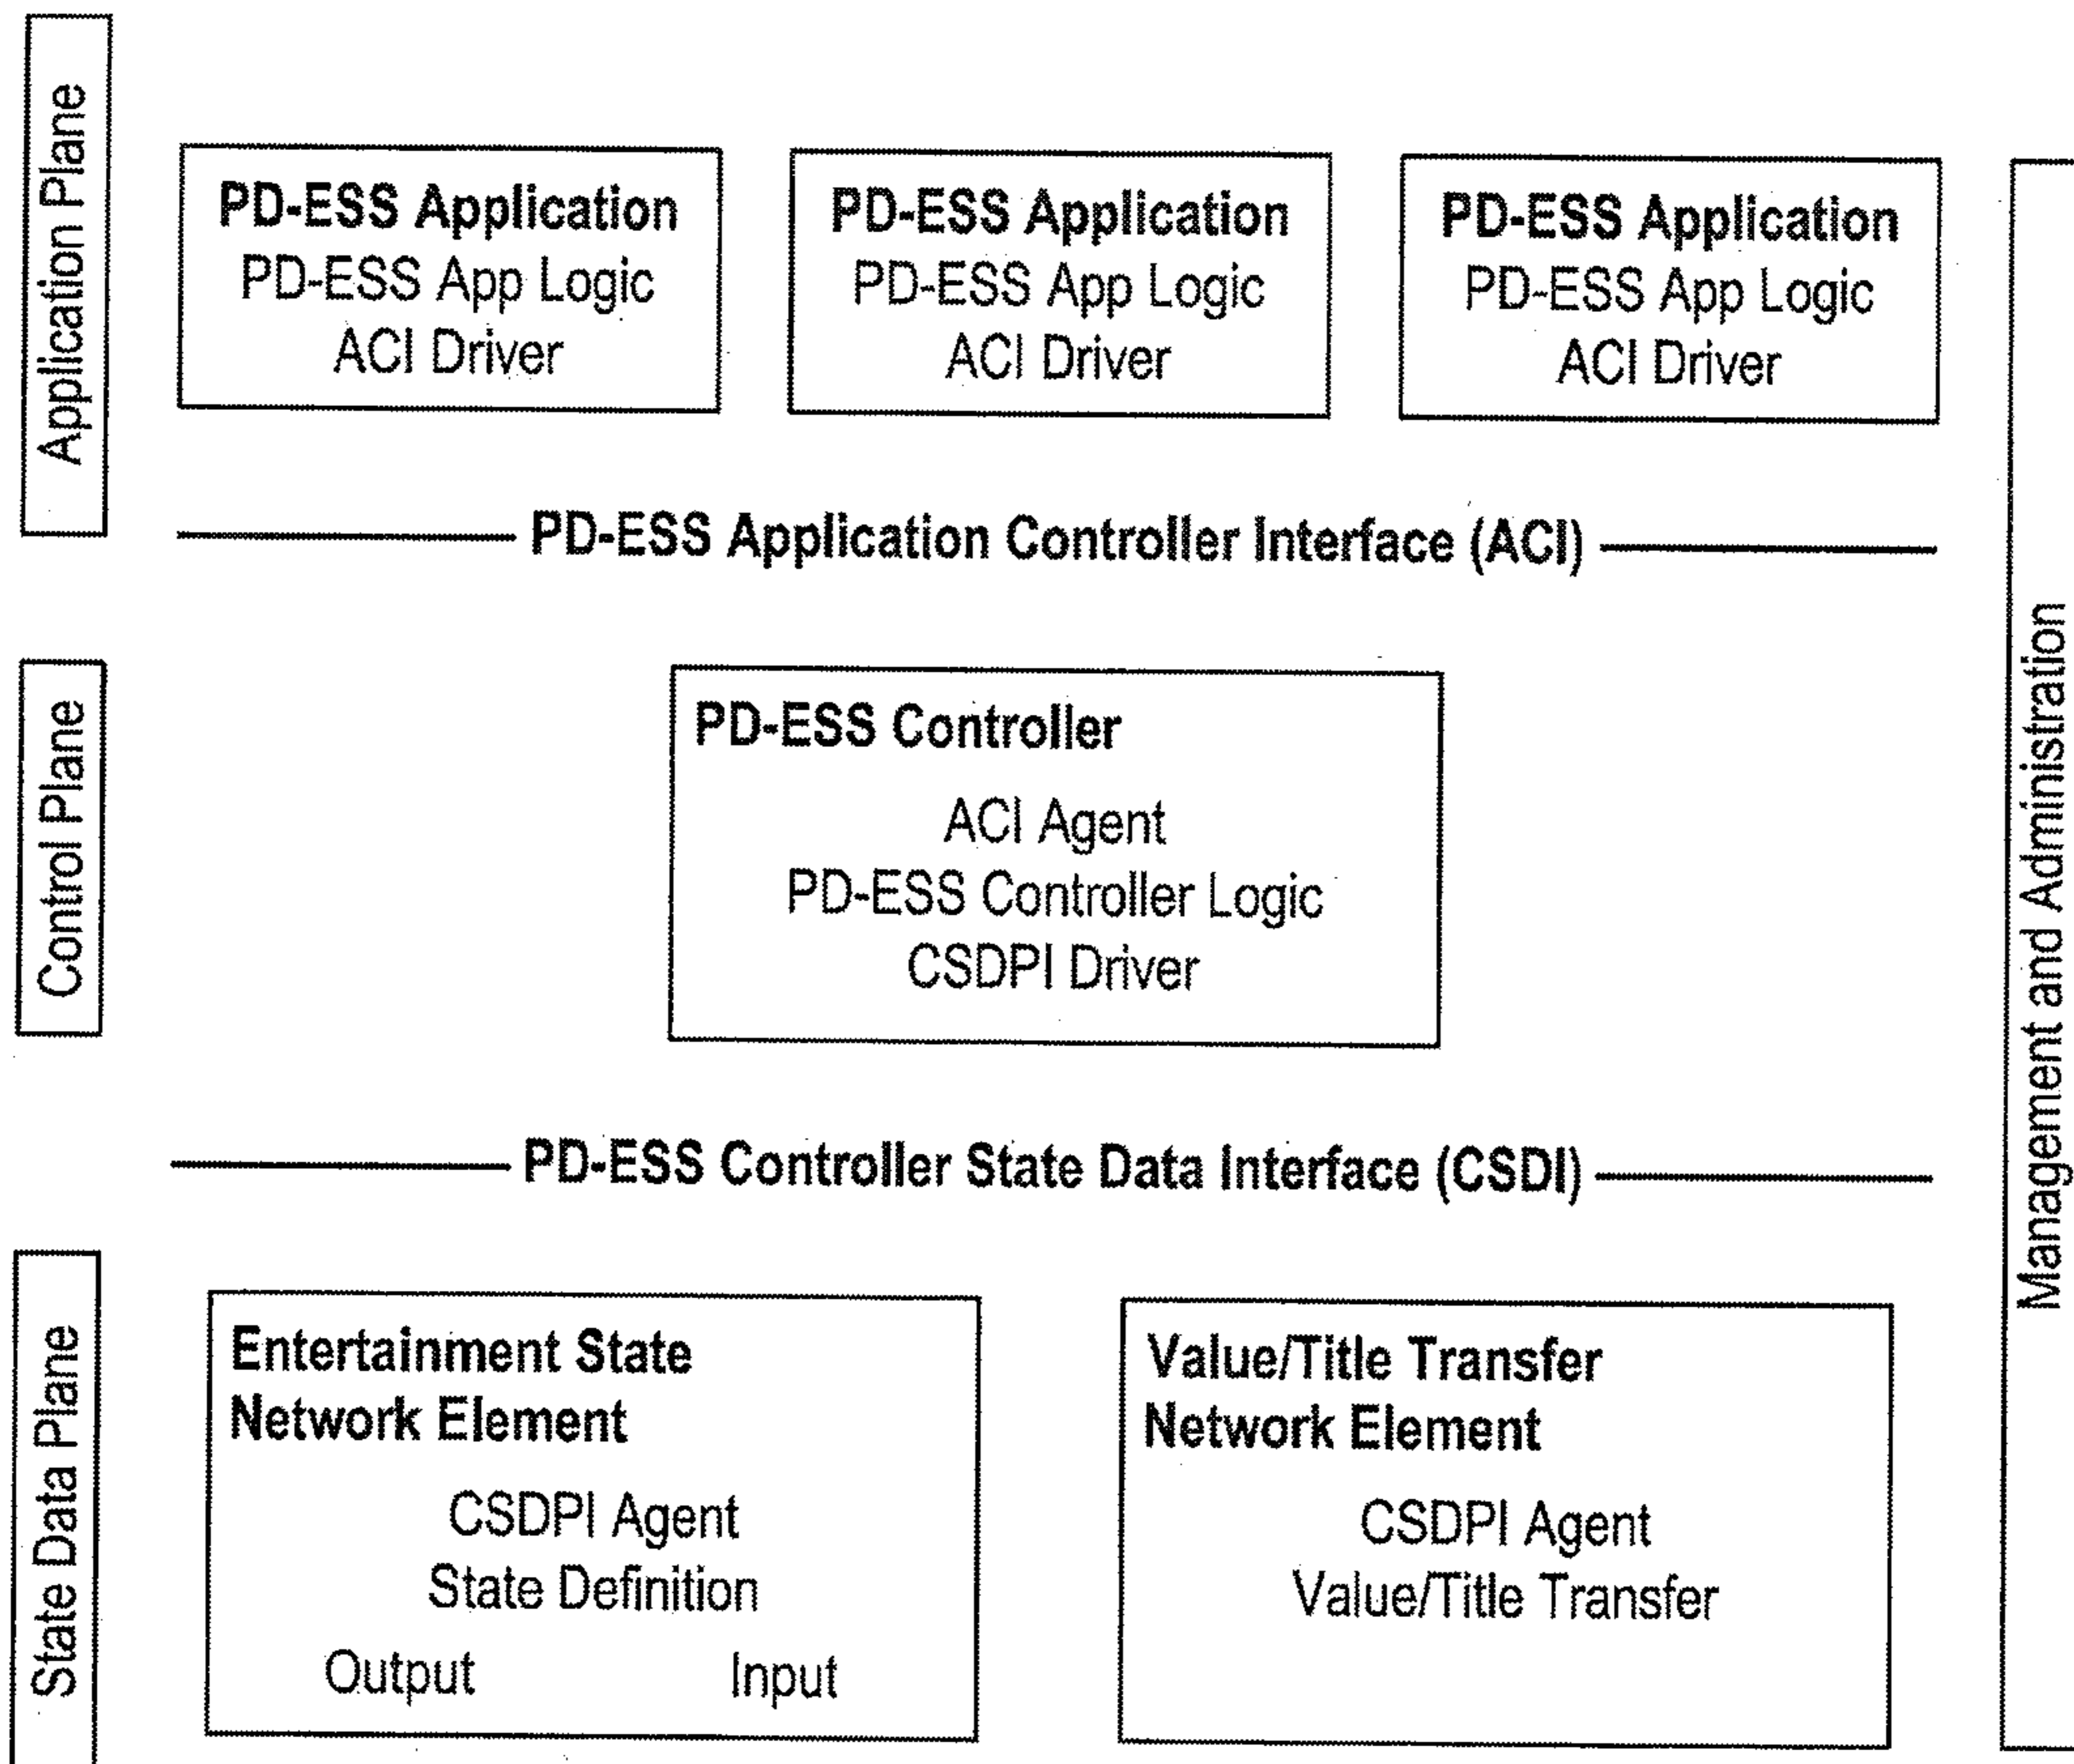 Application Plane
PD-ESS Application
PD-ESS App Logic
ACI Driver
PD-ESS Application
PD-ESS App Logic
ACI Driver
PD-ESS Application
PD-ESS App Logic
ACI Driver
PD-ESS Application Controller Interface (ACI)
Control Plane
PD-ESS Controller
ACI Agent
PD-ESS Controller Logic
CSDPI Driver
Management and Administration
PD-ESS Controller State Data Interface (CSDI)
State Data Plane
Entertainment State
Network Element
CSDPI Agent
State Definition
Output Input
Value/Title Transfer
Network Element
CSDPI Agent
Value/Title Transfer